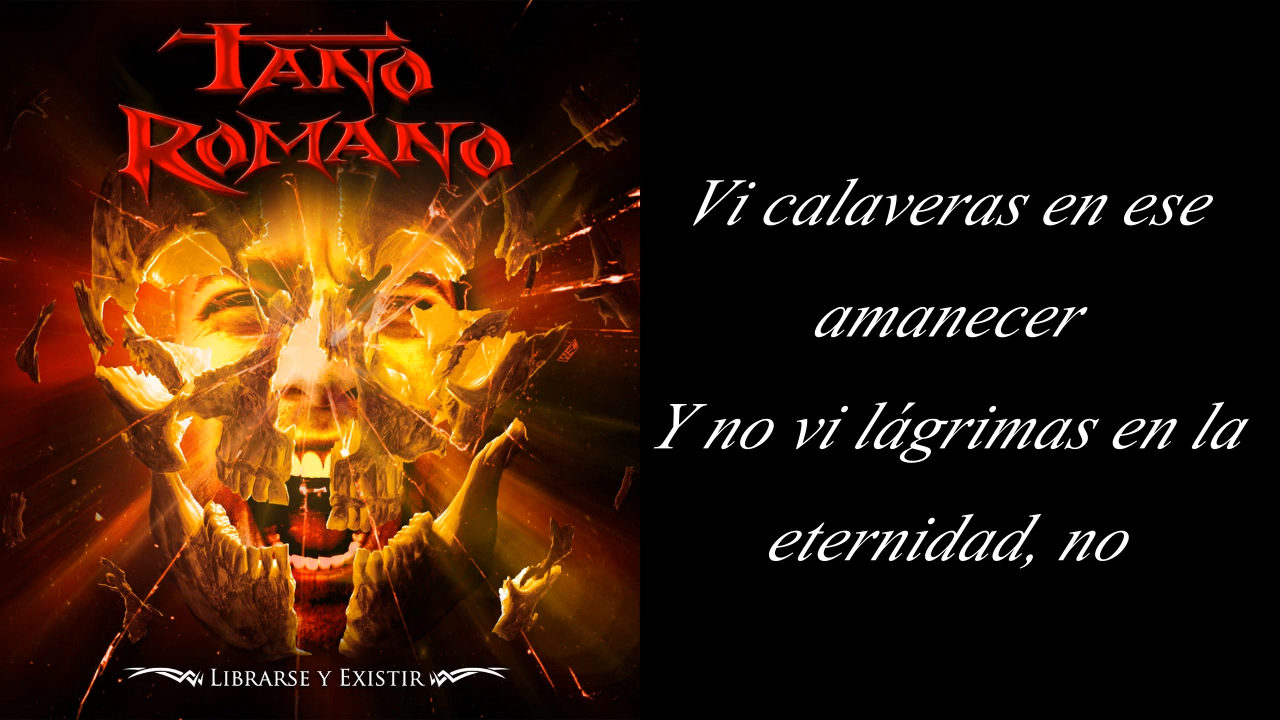 TANO
ROMANO
LIBRARSE Y EXISTIR
Vi calaveras en ese
amanecer
Y no vi lágrimas en la
eternidad, no